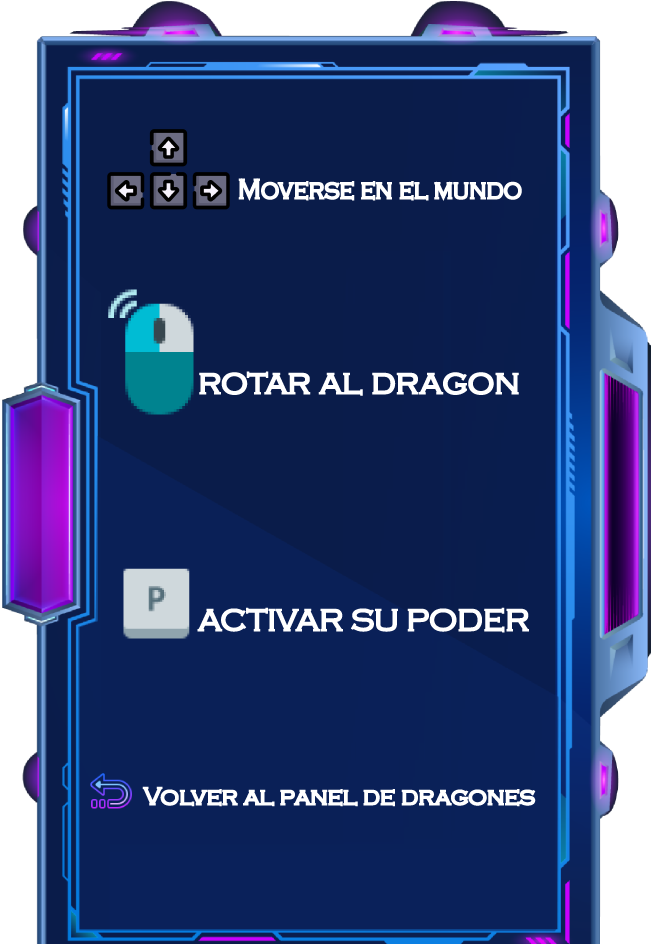 MOVERSE EN EL MUNDO
ROTAR AL DRAGON
P
ACTIVAR SU PODER
VOLVER AL PANEL DE DRAGONES